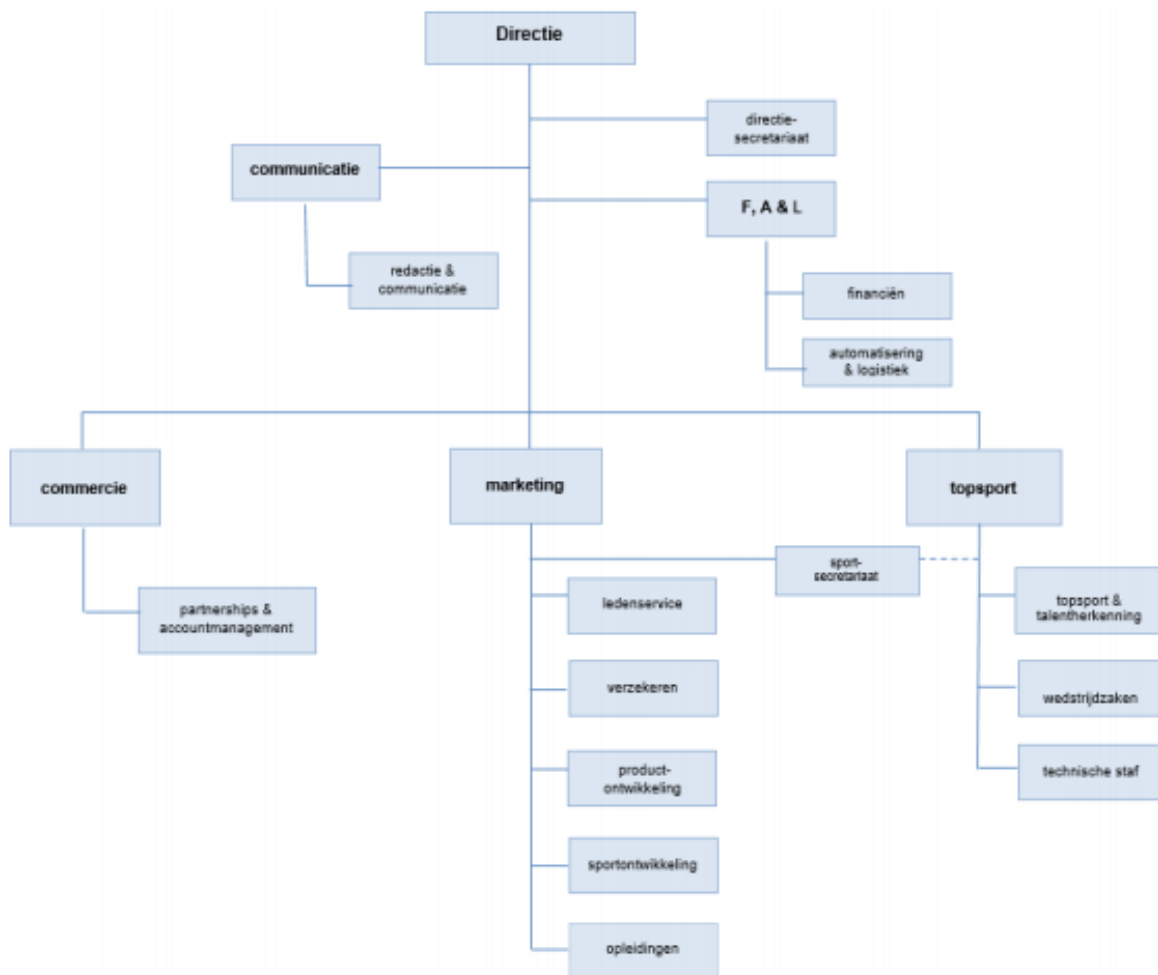 Directie
directie-
secretariaat
communicatie
F, A & L
redactie &
communicatie
financiën
automatisering
& logistiek
commercie
marketing
topsport
sport-
secretariaat
partnerships &
accountmanagement
ledenservice
topsport &
talentherkenning
verzekeren
wedstrijdzaken
product-
ontwikkeling
technische staf
sportontwikkeling
opleidingen